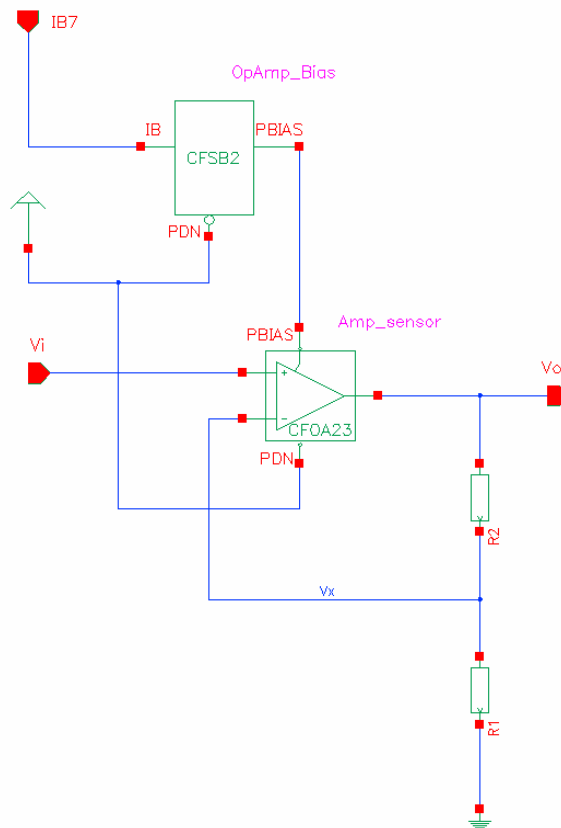 IB7
OpAmp_Bias
IB
PBIAS
CFSB2
PDN
Amp_sensor
PBIAS
Vi
+
Vo
-
CFOA23
PDN
R2
Vx
R1